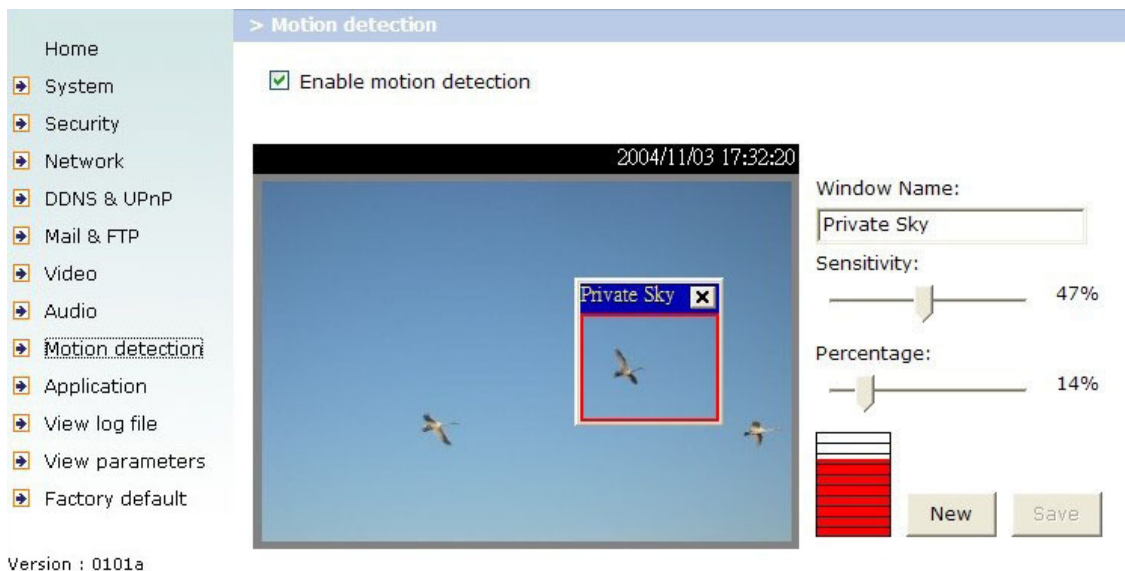 > Motion detection
Home
System
Security
Network
DDNS & UPnP
Mail & FTP
Video
Audio
Motion detection
Application
View log file
View parameters
Factory default
Version : 0101a
Enable motion detection
2004/11/03 17:32:20
Private Sky
Window Name:
Private Sky
Sensitivity:
47%
Percentage:
14%
New
Save